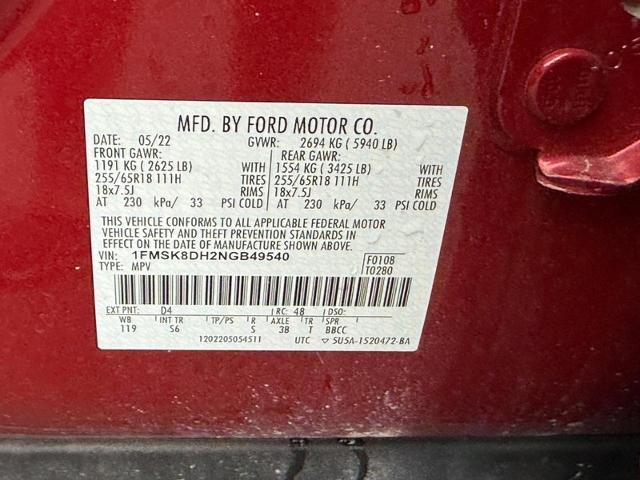 MFD. BY FORD MOTOR CO.
DATE: 05/22 GVWR: 2694 KG ( 5940 LB)
FRONT GAWR: REAR GAWR:
1191 KG ( 2625 LB) WITH 1554 KG ( 3425 LB) WITH
255/65R18 111H TIRES 255/65R18 111H TIRES
18x7.5J RIMS 18x7.5J RIMS
AT 230 kPa/ 33 PSI COLD AT 230 kPa/ 33 PSI COLD
THIS VEHICLE CONFORMS TO ALL APPLICABLE FEDERAL MOTOR
VEHICLE SAFETY AND THEFT PREVENTION STANDARDS IN
EFFECT ON THE DATE OF MANUFACTURE SHOWN ABOVE.
VIN: 1FMSK8DH2NGB49540 F0108
TYPE: MPV T0280
EXT PNT: D4 RC: 48 DSO:
WB INT TR TP/PS R AXLE TR SPR
119 S6 S 3B T BBCC
1202205054511 UTC ▽ 5U5A-1520472-BA